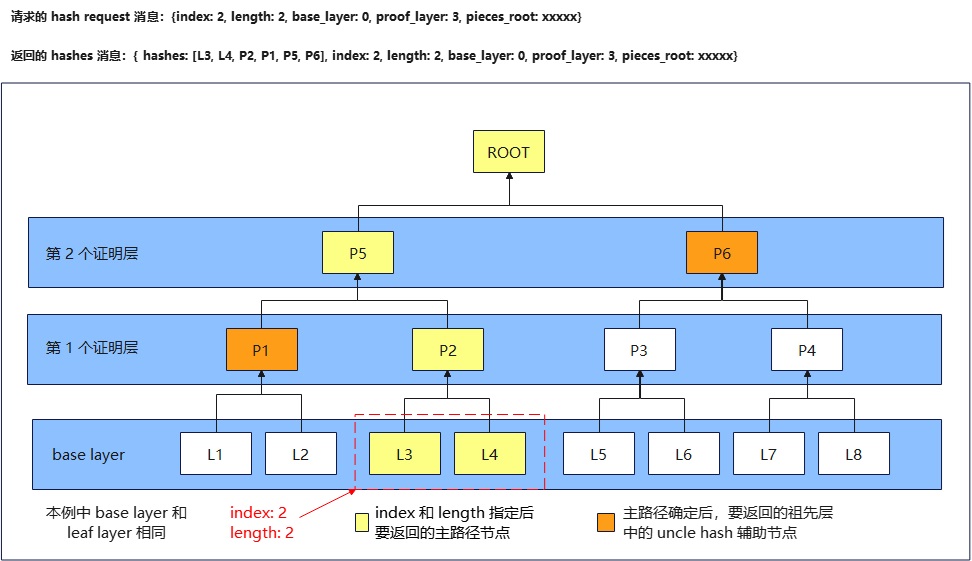 请求的 hash request 消息：{index: 2, length: 2, base_layer: 0, proof_layer: 3, pieces_root: xxxxx}
返回的 hashes 消息：{ hashes: [L3, L4, P2, P1, P5, P6], index: 2, length: 2, base_layer: 0, proof_layer: 3, pieces_root: xxxxx}
ROOT
第 2 个证明层
P5
P6
第 1 个证明层
P1
P2
P3
P4
base layer
L1
L2
L3
L4
L5
L6
L7
L8
本例中 base layer 和
leaf layer 相同
index: 2
length: 2
index 和 length 指定后
要返回的主路径节点
主路径确定后，要返回的祖先层
中的 uncle hash 辅助节点